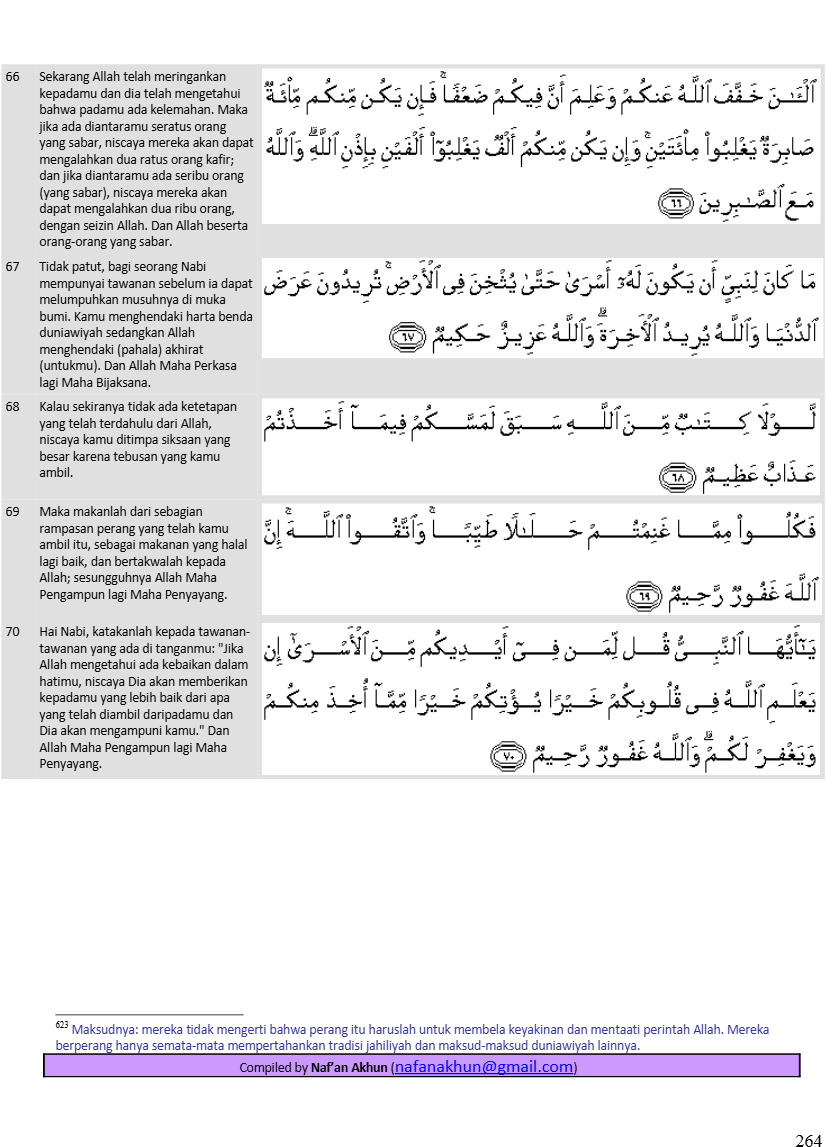 66
Sekarang Allah telah meringankan
kepadamu dan dia telah mengetahui
bahwa padamu ada kelemahan. Maka
jika ada diantaramu seratus orang
yang sabar, niscaya mereka akan dapat
mengalahkan dua ratus orang kafir;
dan jika diantaramu ada seribu orang
(yang sabar), niscaya mereka akan
dapat mengalahkan dua ribu orang,
dengan seizin Allah. Dan Allah beserta
orang-orang yang sabar.
ٱلْـَٰٔنَ خَفَّفَ ٱللَّهُ عَنكُمْ وَعَلِمَ أَنَّ فِيكُمْ ضَعْفًا ۚ فَإِن يَكُن مِّنكُم مِّا۟ئَةٌ
صَابِرَةٌ يَغْلِبُوا۟ مِا۟ئَتَيْنِ ۚ وَإِن يَكُن مِّنكُمْ أَلْفٌ يَغْلِبُوٓا۟ أَلْفَيْنِ بِإِذْنِ ٱللَّهِ ۗ وَٱللَّهُ
مَعَ ٱلصَّٰبِرِينَ ٦٦
67
Tidak patut, bagi seorang Nabi
mempunyai tawanan sebelum ia dapat
melumpuhkan musuhnya di muka
bumi. Kamu menghendaki harta benda
duniawiyah sedangkan Allah
menghendaki (pahala) akhirat
(untukmu). Dan Allah Maha Perkasa
lagi Maha Bijaksana.
مَا كَانَ لِنَبِىٍّ أَن يَكُونَ لَهُۥٓ أَسْرَىٰ حَتَّىٰ يُثْخِنَ فِى ٱلْأَرْضِ ۚ تُرِيدُونَ عَرَضَ
ٱلدُّنْيَا وَٱللَّهُ يُرِيدُ ٱلْـَٔاخِرَةَ ۗ وَٱللَّهُ عَزِيزٌ حَكِيمٌ ٦٧
68
Kalau sekiranya tidak ada ketetapan
yang telah terdahulu dari Allah,
niscaya kamu ditimpa siksaan yang
besar karena tebusan yang kamu
ambil.
لَّوْلَا كِتَٰبٌ مِّنَ ٱللَّهِ سَبَقَ لَمَسَّكُمْ فِيمَآ أَخَذْتُمْ
عَذَابٌ عَظِيمٌ ٦٨
69
Maka makanlah dari sebagian
rampasan perang yang telah kamu
ambil itu, sebagai makanan yang halal
lagi baik, dan bertakwalah kepada
Allah; sesungguhnya Allah Maha
Pengampun lagi Maha Penyayang.
فَكُلُوا۟ مِمَّا غَنِمْتُمْ حَلَٰلًا طَيِّبًا ۚ وَٱتَّقُوا۟ ٱللَّهَ ۚ إِنَّ
ٱللَّهَ غَفُورٌ رَّحِيمٌ ٦٩
70
Hai Nabi, katakanlah kepada tawanan-
tawanan yang ada di tanganmu: "Jika
Allah mengetahui ada kebaikan dalam
hatimu, niscaya Dia akan memberikan
kepadamu yang lebih baik dari apa
yang telah diambil daripadamu dan
Dia akan mengampuni kamu." Dan
Allah Maha Pengampun lagi Maha
Penyayang.
يَٰٓأَيُّهَا ٱلنَّبِىُّ قُل لِّمَن فِىٓ أَيْدِيكُم مِّنَ ٱلْأَسْرَىٰٓ إِن
يَعْلَمِ ٱللَّهُ فِى قُلُوبِكُمْ خَيْرًا يُؤْتِكُمْ خَيْرًا مِّمَّآ أُخِذَ مِنكُمْ
وَيَغْفِرْ لَكُمْ ۗ وَٱللَّهُ غَفُورٌ رَّحِيمٌ ٧٠
623 Maksudnya: mereka tidak mengerti bahwa perang itu haruslah untuk membela keyakinan dan mentaati perintah Allah. Mereka
berperang hanya semata-mata mempertahankan tradisi jahiliyah dan maksud-maksud duniawiyah lainnya.
Compiled by Naf'an Akhun (nafanakhun@gmail.com)
264